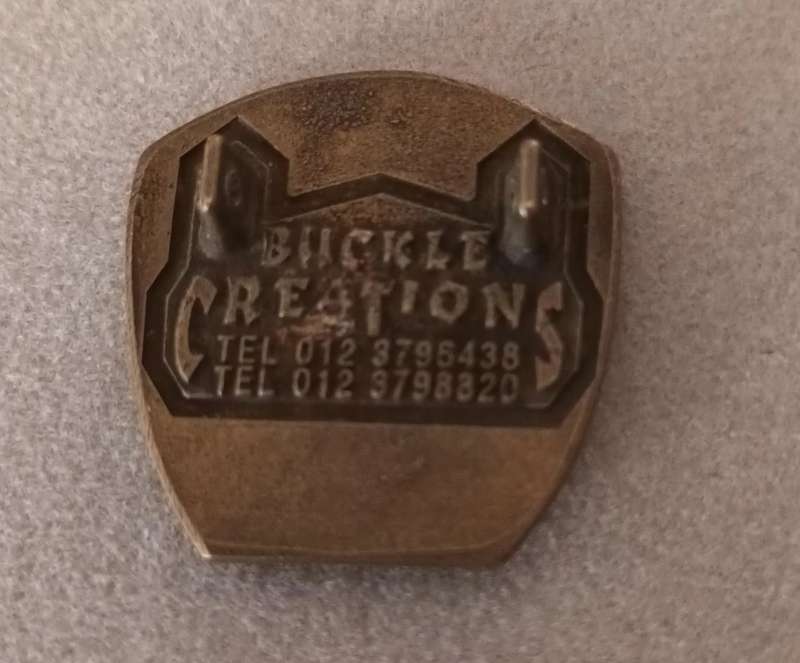 BUCKLE
CREATIONS
TEL 012 3796438
TEL 012 3798820